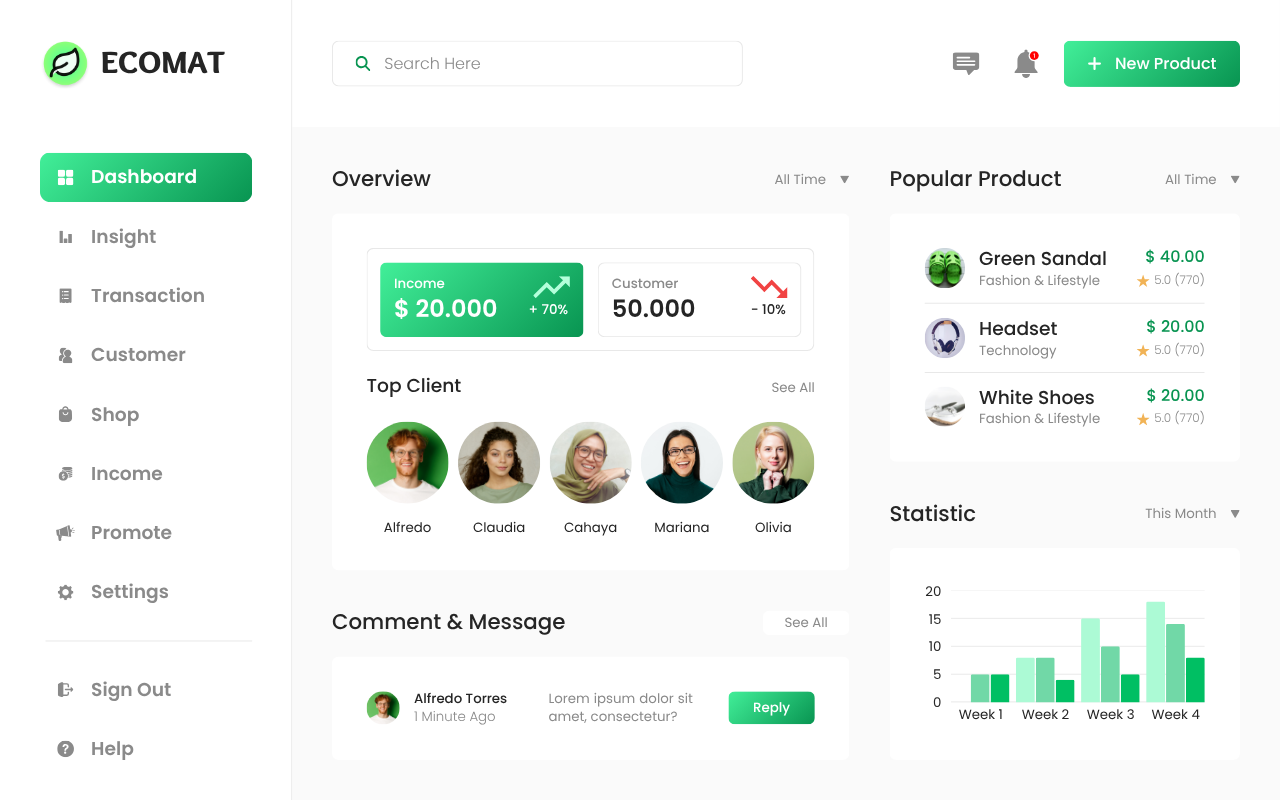 ECOMAT
Search Here
New Product
Dashboard
Insight
Transaction
Customer
Shop
Income
Promote
Settings
Sign Out
Help
Overview
All Time
Income
$ 20.000
+ 70%
Customer
50.000
- 10%
Top Client
See All
Alfredo
Claudia
Cahaya
Mariana
Olivia
Comment & Message
See All
Alfredo Torres
1 Minute Ago
Lorem ipsum dolor sit
amet, consectetur?
Reply
Popular Product
All Time
Green Sandal
$ 40.00
Fashion & Lifestyle
5.0 (770)
Headset
$ 20.00
Technology
5.0 (770)
White Shoes
$ 20.00
Fashion & Lifestyle
5.0 (770)
Statistic
This Month
20
15
10
5
0
Week 1
Week 2
Week 3
Week 4